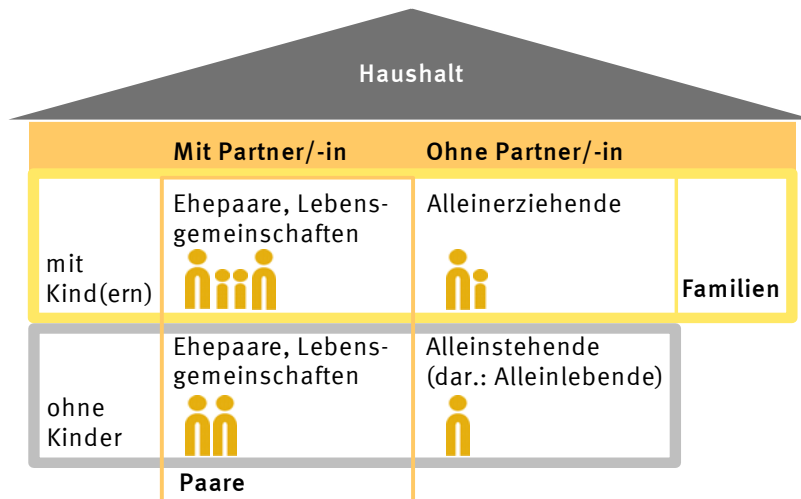 Haushalt
Mit Partner/-in
Ohne Partner/-in
Ehepaare, Lebens-
gemeinschaften
Alleinerziehende
mit
Kind(ern)
Familien
Ehepaare, Lebens-
gemeinschaften
Alleinstehende
(dar.: Alleinlebende)
ohne
Kinder
Paare